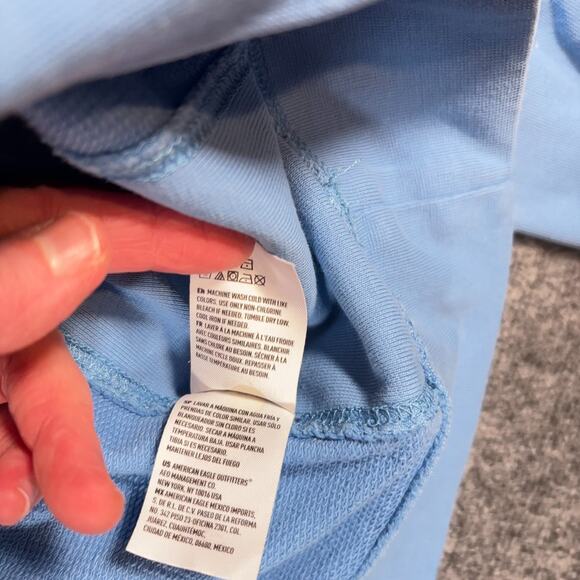 EN MACHINE WASH COLD WITH LIKE
COLORS. USE ONLY NON-CHLORINE
BLEACH IF NEEDED. TUMBLE DRY LOW.
COOL IRON IF NEEDED.
FR LAVER À LA MACHINE À L'EAU FROIDE
AVEC COULEURS SIMILAIRES. BLANCHIR
SANS CHLORE AU BESOIN. SÉCHER À LA
MACHINE CYCLE DOUX. REPASSER À
BASSE TEMPÉRATURE AU BESOIN.
SP LAVAR A MÁQUINA CON AGUA FRÍA Y
PRENDAS DE COLOR SIMILAR. USAR SÓLO
BLANQUEADOR SIN CLORO SI ES
NECESARIO. SECAR A MÁQUINA A
TEMPERATURA BAJA. USAR PLANCHA
TIBIA SI ES NECESARIO.
MANTENER LEJOS DEL FUEGO
US AMERICAN EAGLE OUTFITTERS®
AEO MANAGEMENT CO.
NEW YORK, NY 10016 USA
MX AMERICAN EAGLE MEXICO IMPORTS
S. DE R.L. DE C.V. PASEO DE LA REFORMA
NO. 342 PISO 23-OFICINA 2301, COL.
JUAREZ, CUAUHTÉMOC,
CIUDAD DE MÉXICO, 06600, MÉXICO